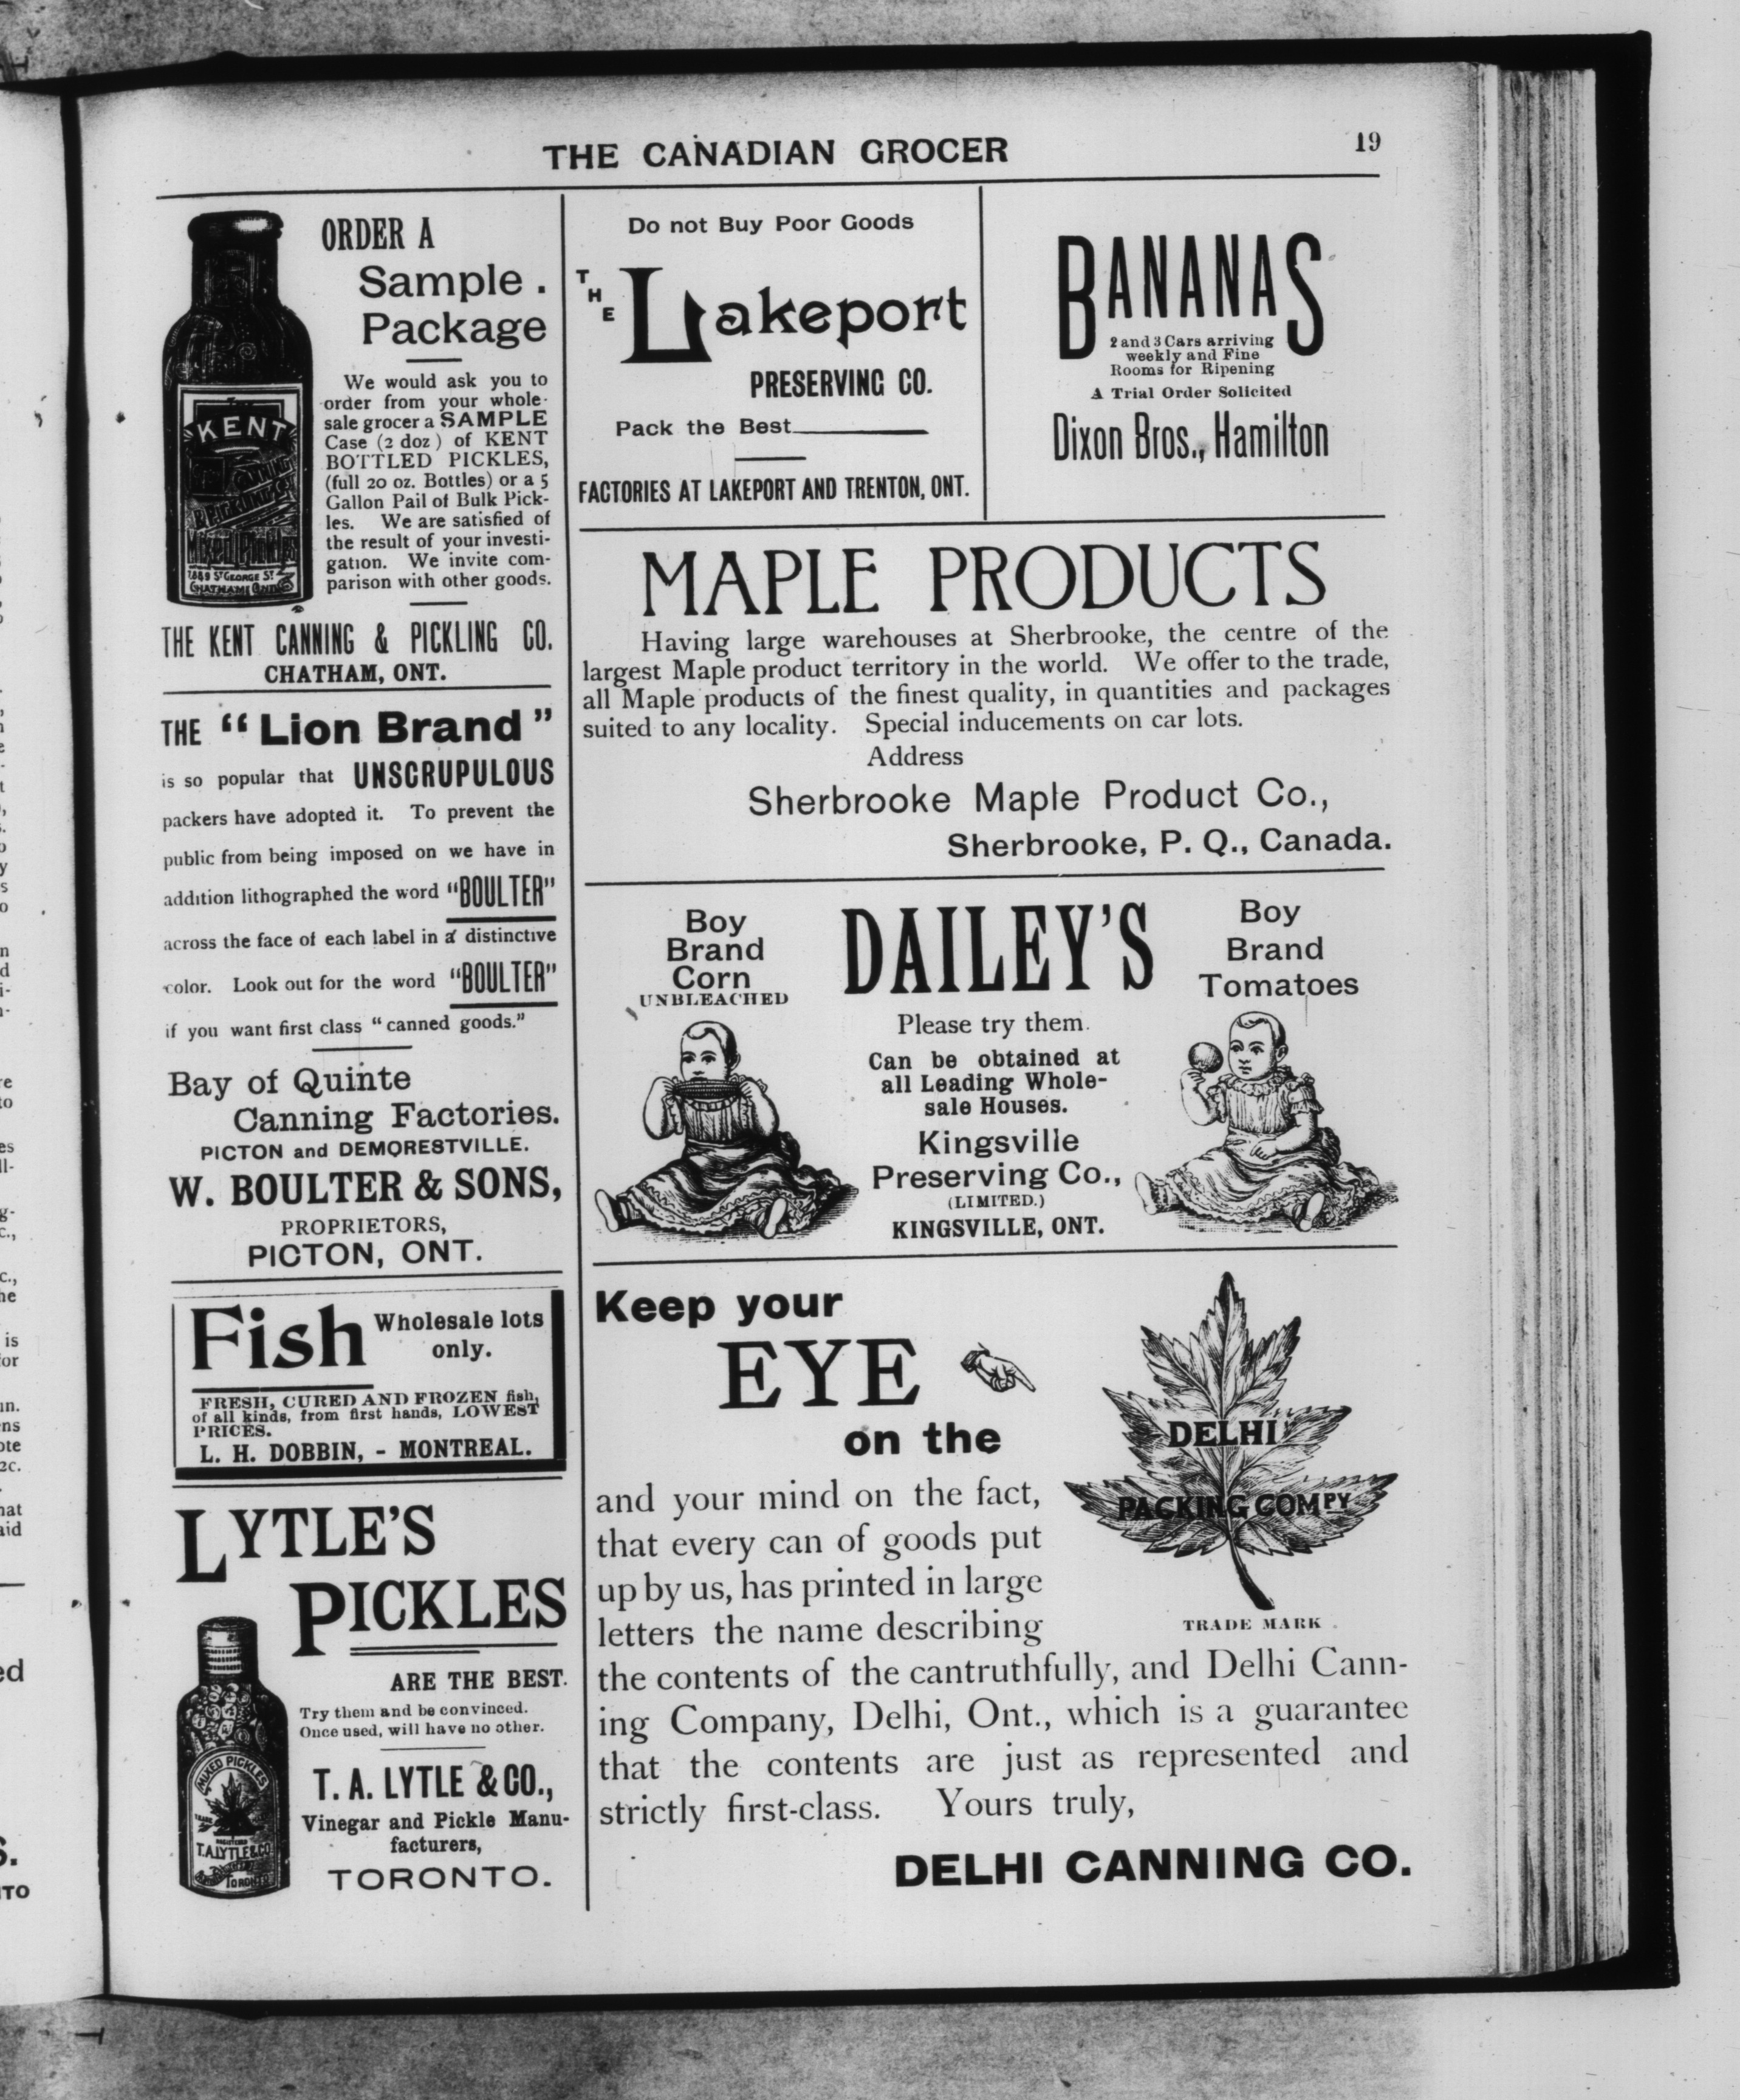 THE CANADIAN GROCER
19
ORDER A
Sample .
Package
We would ask you to
order from your whole-
sale grocer a SAMPLE
Case (2 doz ) of KENT
BOTTLED PICKLES,
(full 20 oz. Bottles) or a 5
Gallon Pail of Bulk Pick-
les. We are satisfied of
the result of your investi-
gation. We invite com-
parison with other goods.
KENT
CANNING
Mixed Pickles
ST GEORGE ST
CHATHAM
THE KENT CANNING & PICKLING CO.
CHATHAM, ONT.
THE "Lion Brand"
is so popular that UNSCRUPULOUS
packers have adopted it. To prevent the
public from being imposed on we have in
addition lithographed the word "BOULTER"
across the face of each label in a distinctive
color. Look out for the word "BOULTER"
if you want first class "canned goods."
Bay of Quinte
Canning Factories.
PICTON and DEMORESTVILLE.
W. BOULTER & SONS,
PROPRIETORS,
PICTON, ONT.
Fish Wholesale lots
only.
FRESH, CURED AND FROZEN fish,
of all kinds, from first hands, LOWEST
PRICES.
L. H. DOBBIN, - MONTREAL.
LYTLE'S
PICKLES
ARE THE BEST.
Try them and be convinced.
Once used, will have no other.
MIXED PICKLES
T.A.LYTLE & CO
TORONTO
T. A. LYTLE & CO.,
Vinegar and Pickle Manu-
facturers,
TORONTO.
Do not Buy Poor Goods
THE Lakeport
PRESERVING CO.
Pack the Best
FACTORIES AT LAKEPORT AND TRENTON, ONT.
BANANAS
2 and 3 Cars arriving
weekly and Fine
Rooms for Ripening
A Trial Order Solicited
Dixon Bros., Hamilton
MAPLE PRODUCTS
Having large warehouses at Sherbrooke, the centre of the
largest Maple product territory in the world. We offer to the trade,
all Maple products of the finest quality, in quantities and packages
suited to any locality. Special inducements on car lots.
Address
Sherbrooke Maple Product Co.,
Sherbrooke, P. Q., Canada.
Boy
Brand
Corn
UNBLEACHED
DAILEY'S
Please try them.
Can be obtained at
all Leading Whole-
sale Houses.
Kingsville
Preserving Co.,
(LIMITED.)
KINGSVILLE, ONT.
Boy
Brand
Tomatoes
Keep your
EYE
on the
DELHI
PACKING COMPY
TRADE MARK
and your mind on the fact,
that every can of goods put
up by us, has printed in large
letters the name describing
the contents of the cantruthfully, and Delhi Cann-
ing Company, Delhi, Ont., which is a guarantee
that the contents are just as represented and
strictly first-class. Yours truly,
DELHI CANNING CO.